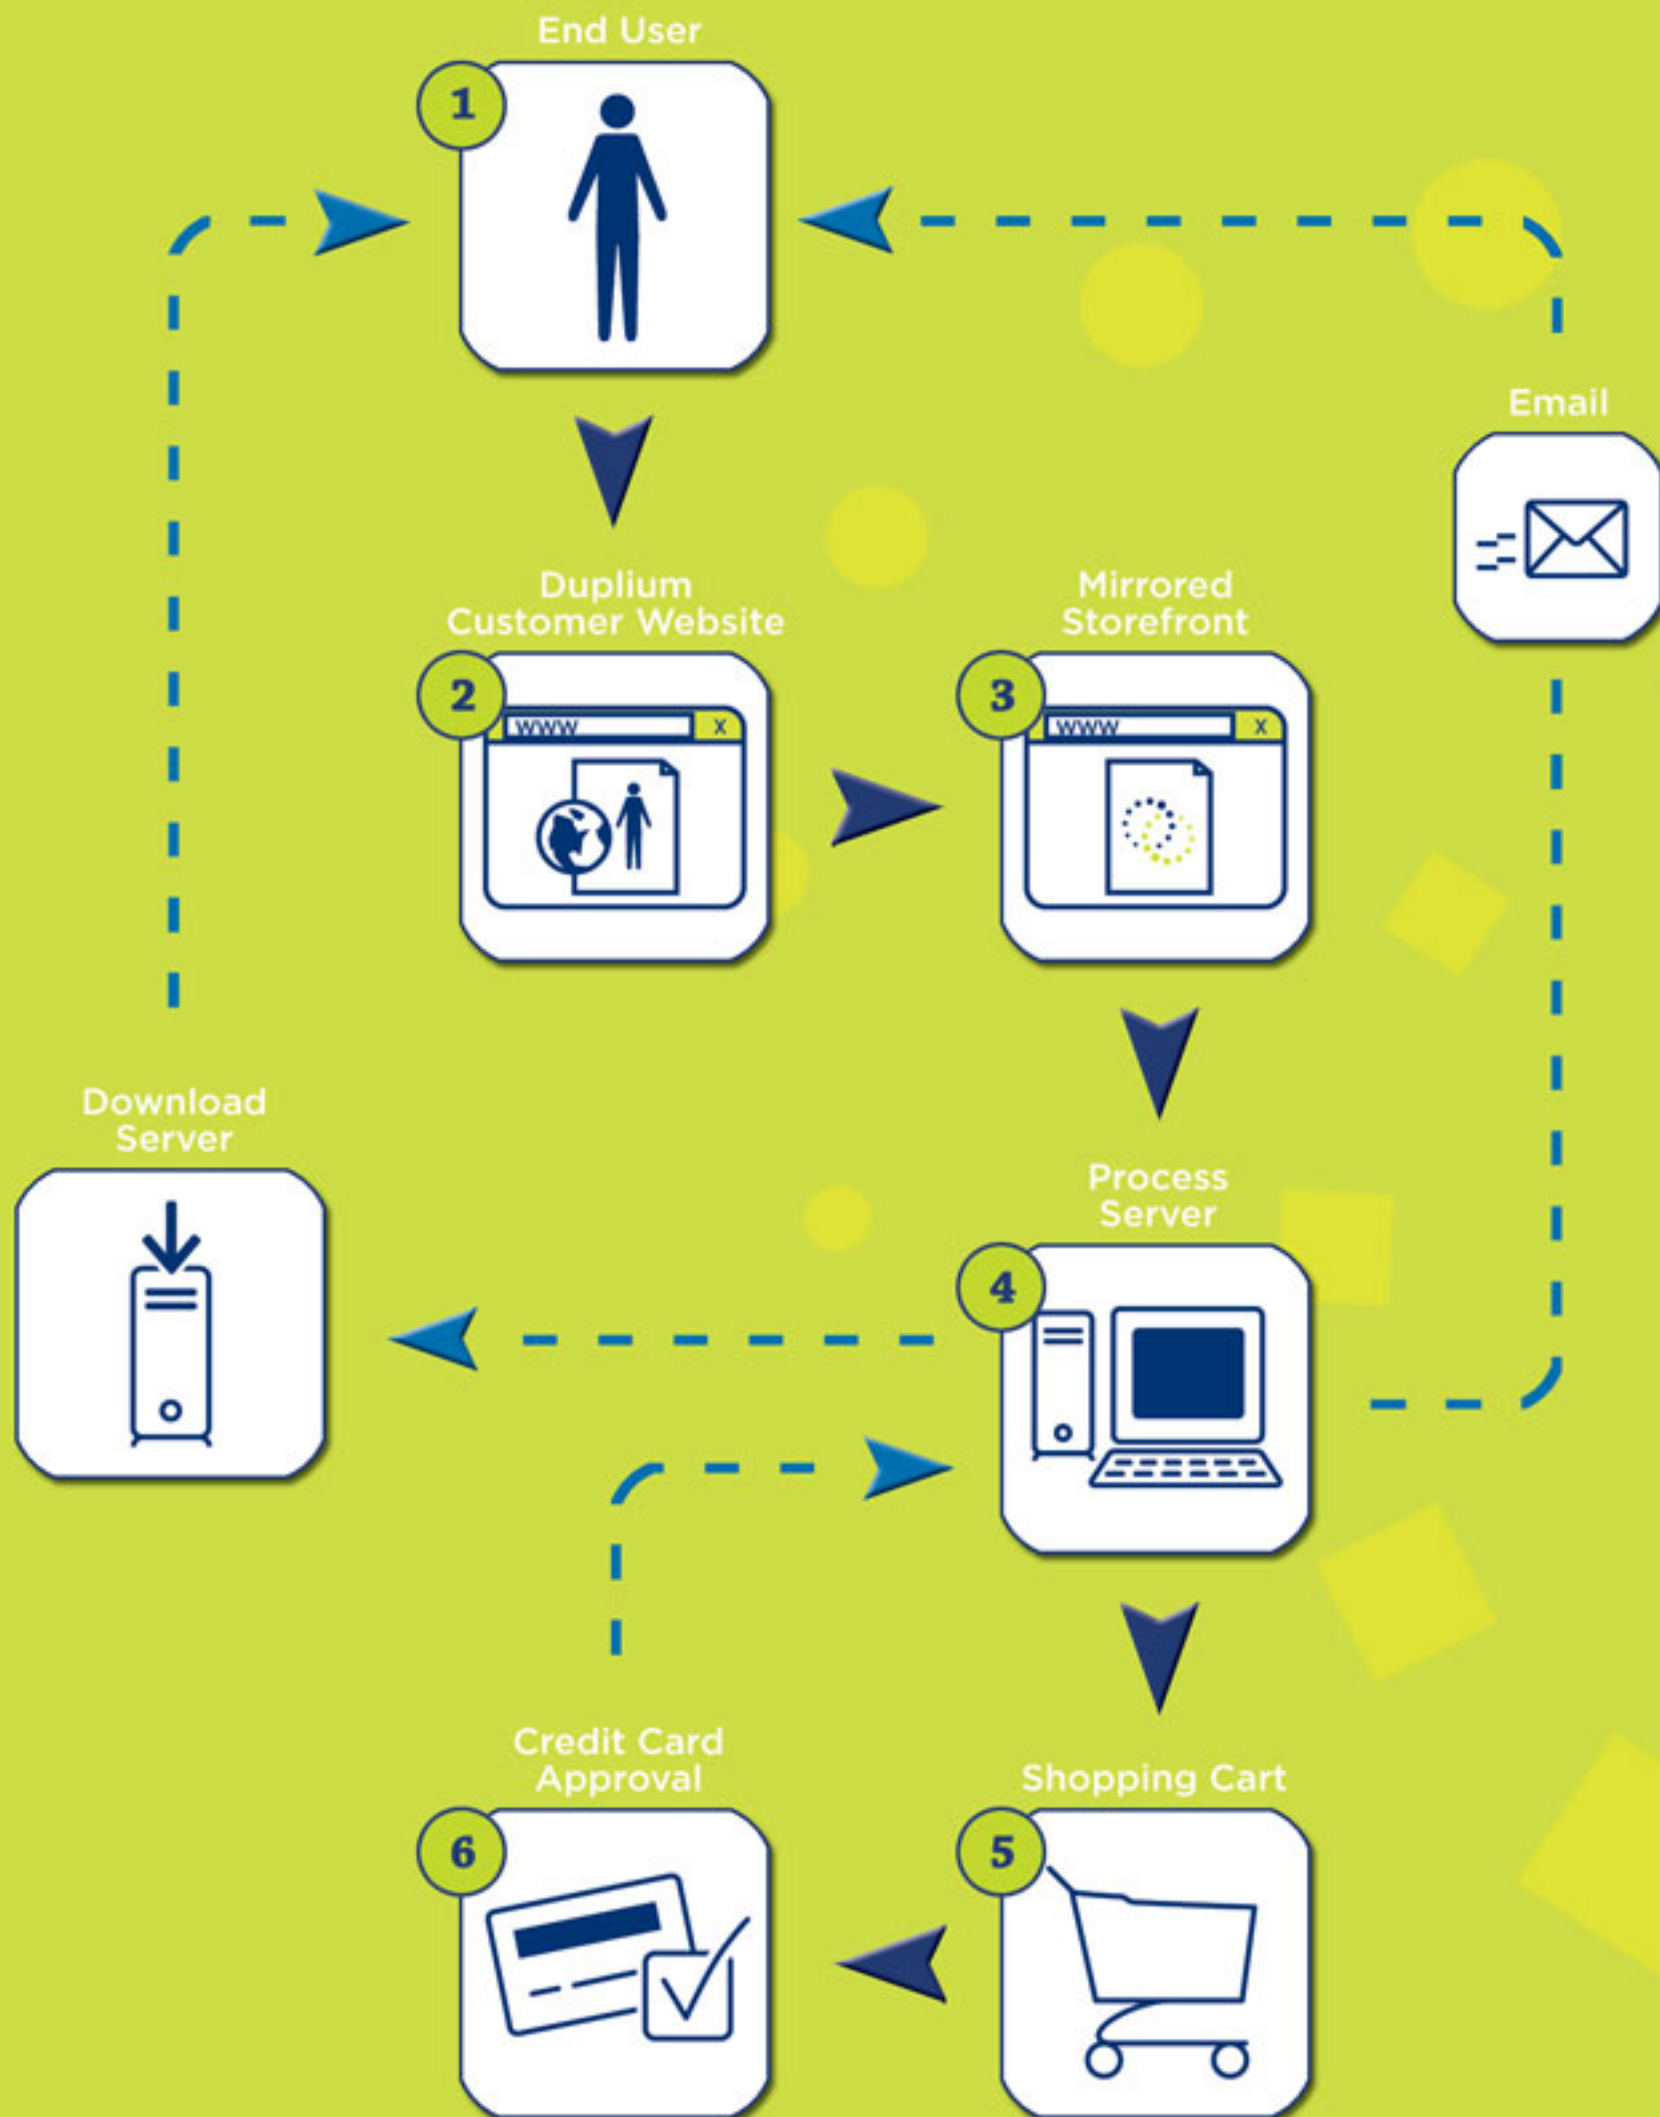 End User
1
Email
Duplium
Customer Website
2
www
X
Mirrored
Storefront
3
www
X
Download
Server
Process
Server
4
Credit Card
Approval
6
Shopping Cart
5